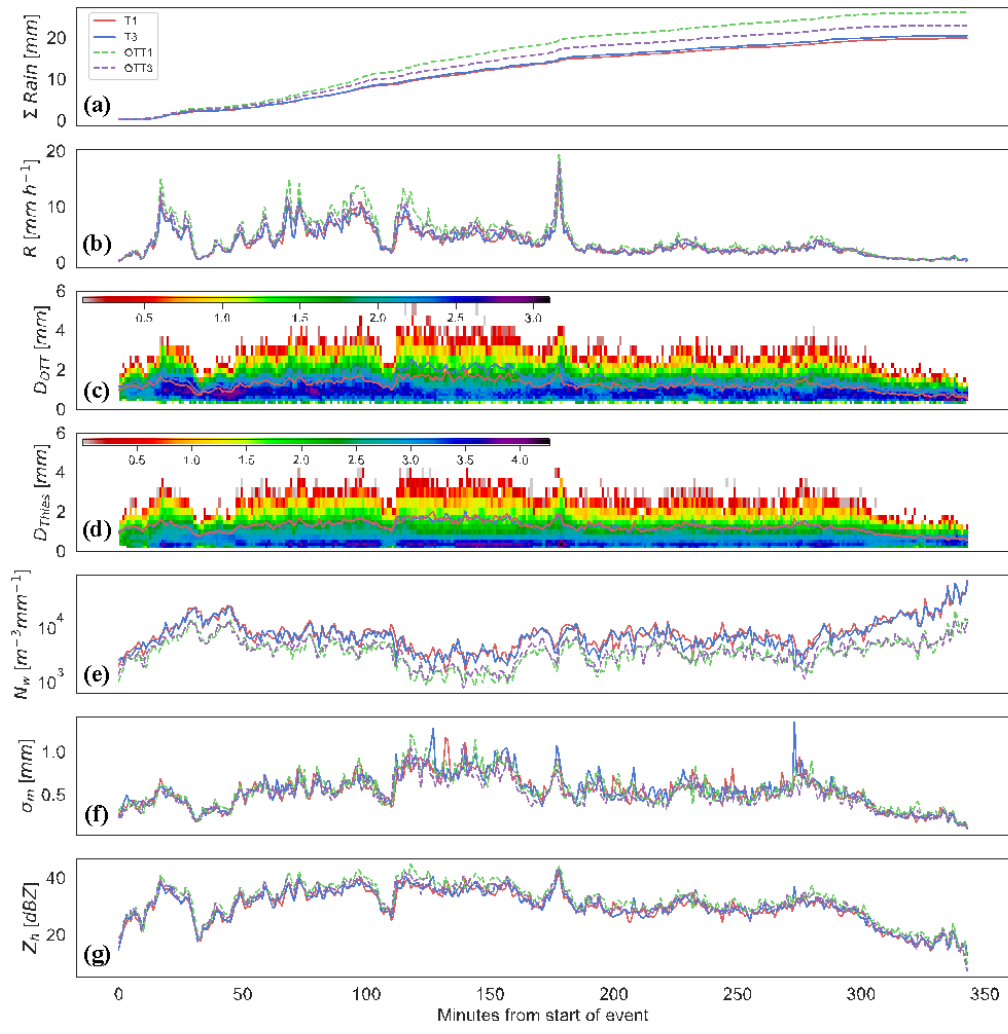 T1
T3
OTT1
OTT3
Σ Rain [mm]
20
10
0
(a)
R [mm h⁻¹]
20
10
0
(b)
D_OTT [mm]
6
4
2
0
0.5 1.0 1.5 2.0 2.5 3.0
(c)
D_Thies [mm]
6
4
2
0
0.5 1.0 1.5 2.0 2.5 3.0 3.5 4.0
(d)
N_w [m⁻³mm⁻¹]
10⁴
10³
(e)
σ_m [mm]
1.0
0.5
(f)
Z_h [dBZ]
40
20
(g)
0 50 100 150 200 250 300 350
Minutes from start of event